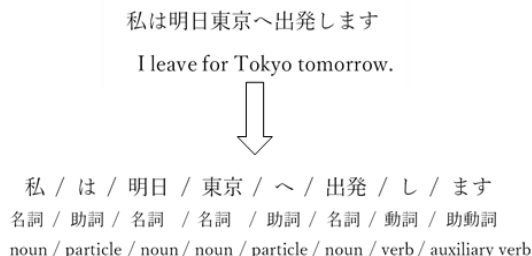 私は明日東京へ出発します
I leave for Tokyo tomorrow.
私 / は / 明日 / 東京 / へ / 出発 / し / ます
名詞 / 助詞 / 名詞 / 名詞 / 助詞 / 名詞 / 動詞 / 助動詞
noun / particle / noun / noun / particle / noun / verb / auxiliary verb